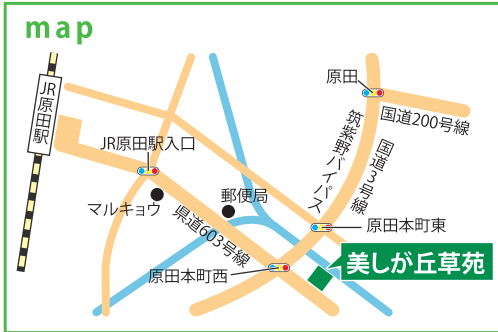 map
JR原田駅
原田
国道200号線
筑紫野バイパス
国道3号線
JR原田駅入口
マルキョウ
郵便局
県道603号線
原田本町東
原田本町西
美しが丘草苑